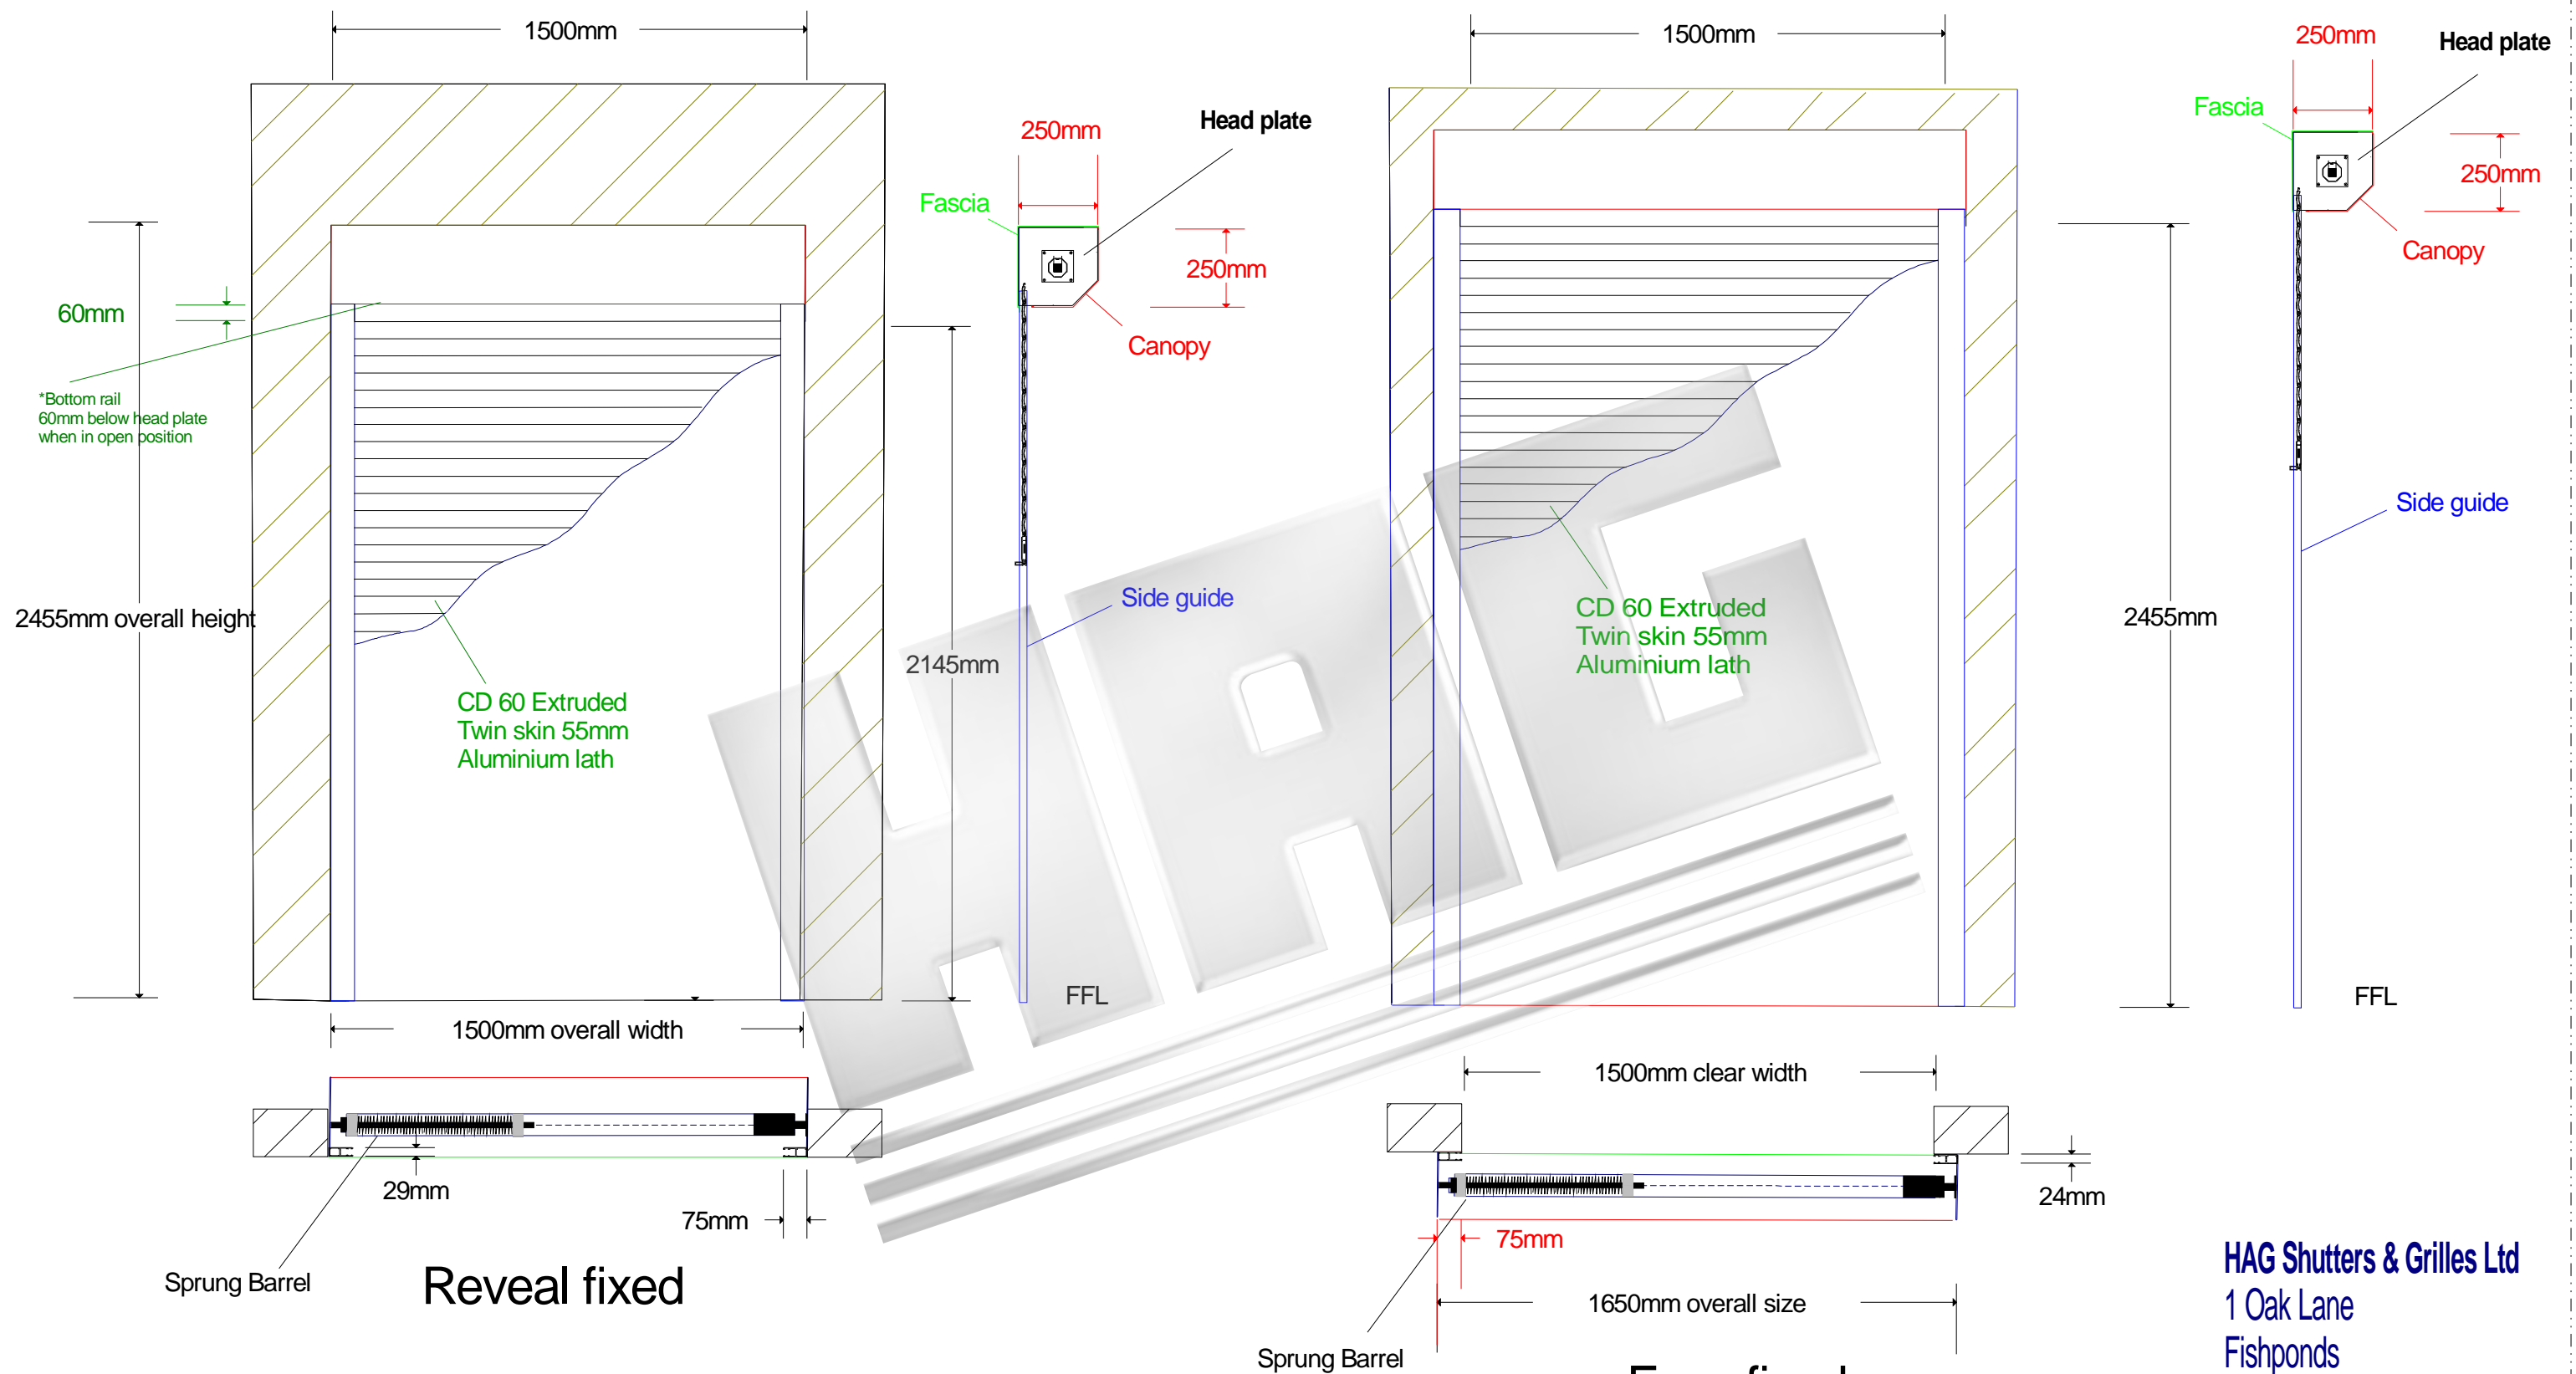 1500mm
1500mm
250mm
Head plate
Fascia
250mm
Canopy
250mm
Head plate
Fascia
250mm
Canopy
60mm
*Bottom rail
60mm below head plate
when in open position
2455mm overall height
CD 60 Extruded
Twin skin 55mm
Aluminium lath
Side guide
2145mm
FFL
CD 60 Extruded
Twin skin 55mm
Aluminium lath
2455mm
Side guide
FFL
HAG
1500mm overall width
29mm
75mm
Sprung Barrel
Reveal fixed
1500mm clear width
24mm
75mm
1650mm overall size
Sprung Barrel
HAG Shutters & Grilles Ltd
1 Oak Lane
Fishponds